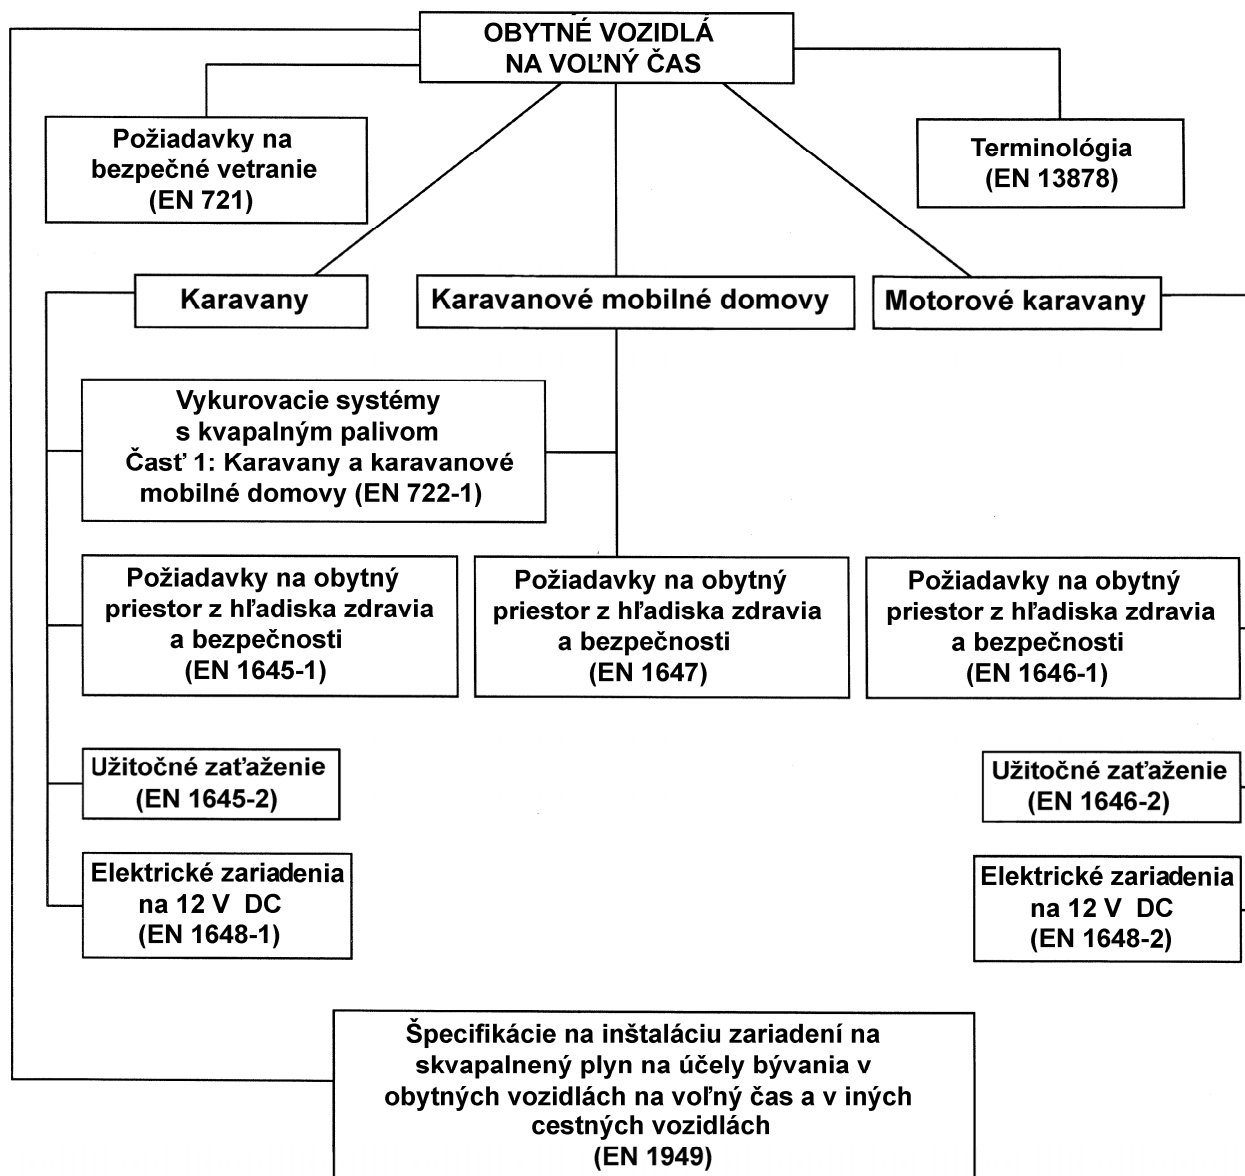 OBYTNÉ VOZIDLÁ
NA VOĽNÝ ČAS
Požiadavky na
bezpečné vetranie
(EN 721)
Terminológia
(EN 13878)
Karavany
Karavanové mobilné domovy
Motorové karavany
Vykurovacie systémy
s kvapalným palivom
Časť 1: Karavany a karavanové
mobilné domovy (EN 722-1)
Požiadavky na obytný
priestor z hľadiska zdravia
a bezpečnosti
(EN 1645-1)
Požiadavky na obytný
priestor z hľadiska zdravia
a bezpečnosti
(EN 1647)
Požiadavky na obytný
priestor z hľadiska zdravia
a bezpečnosti
(EN 1646-1)
Užitočné zaťaženie
(EN 1645-2)
Užitočné zaťaženie
(EN 1646-2)
Elektrické zariadenia
na 12 V DC
(EN 1648-1)
Elektrické zariadenia
na 12 V DC
(EN 1648-2)
Špecifikácie na inštaláciu zariadení na
skvapalnený plyn na účely bývania v
obytných vozidlách na voľný čas a v iných
cestných vozidlách
(EN 1949)